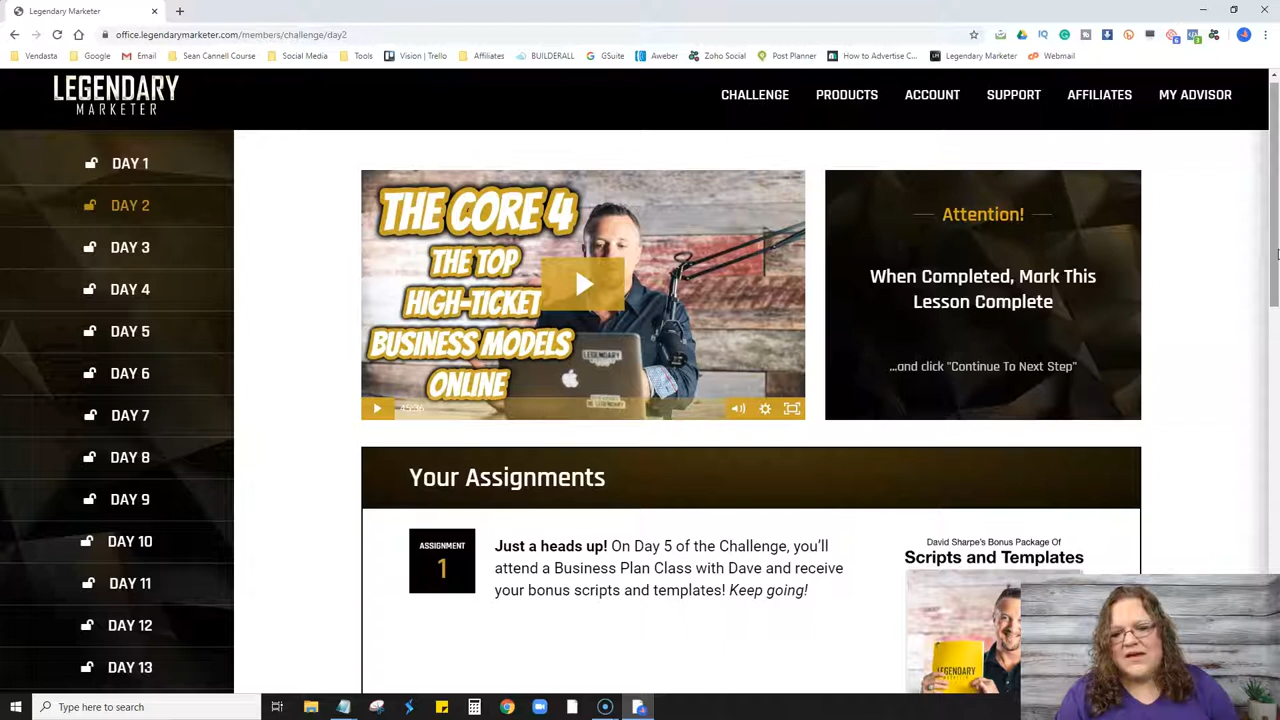 Legendary Marketer
office.legendarymarketer.com/members/challenge/day2
Vendasta
Google
Email
Sean Cannell Course
Social Media
Tools
Vision | Trello
Affiliates
BUILDERALL
GSuite
Aweber
Zoho Social
Post Planner
How to Advertise C...
Legendary Marketer
Webmail
LEGENDARY
MARKETER
CHALLENGE
PRODUCTS
ACCOUNT
SUPPORT
AFFILIATES
MY ADVISOR
DAY 1
DAY 2
DAY 3
DAY 4
DAY 5
DAY 6
DAY 7
DAY 8
DAY 9
DAY 10
DAY 11
DAY 12
DAY 13
THE CORE 4
THE TOP
HIGH-TICKET
BUSINESS MODELS
ONLINE
LEGENDARY
Attention!
When Completed, Mark This
Lesson Complete
...and click "Continue To Next Step"
Your Assignments
ASSIGNMENT
1
Just a heads up! On Day 5 of the Challenge, you'll
attend a Business Plan Class with Dave and receive
your bonus scripts and templates! Keep going!
David Sharpe's Bonus Package Of
Scripts and Templates
LEGENDARY
Type here to search